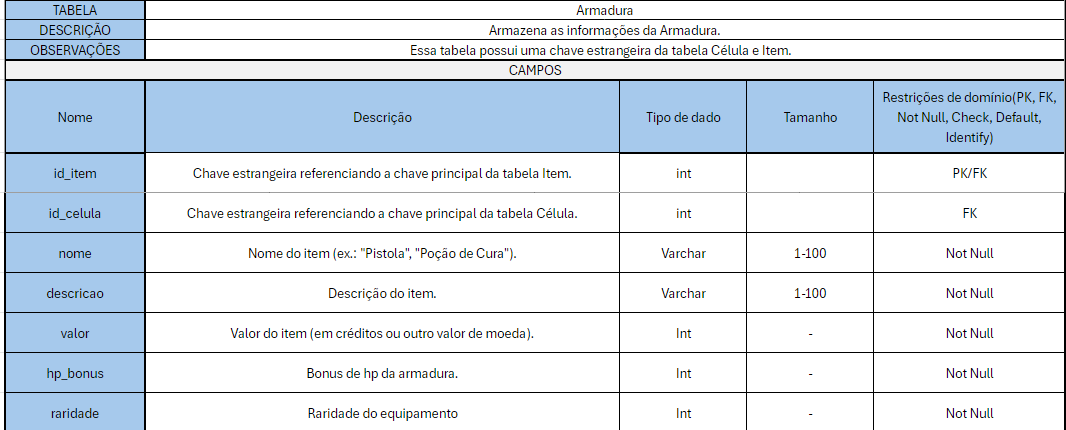 TABELA Armadura
DESCRIÇÃO Armazena as informações da Armadura.
OBSERVAÇÕES Essa tabela possui uma chave estrangeira da tabela Célula e Item.
CAMPOS
Nome Descrição Tipo de dado Tamanho Restrições de domínio(PK, FK,
Not Null, Check, Default,
Identify)
id_item Chave estrangeira referenciando a chave principal da tabela Item. int PK/FK
id_celula Chave estrangeira referenciando a chave principal da tabela Célula. int FK
nome Nome do item (ex.: "Pistola", "Poção de Cura"). Varchar 1-100 Not Null
descricao Descrição do item. Varchar 1-100 Not Null
valor Valor do item (em créditos ou outro valor de moeda). Int - Not Null
hp_bonus Bonus de hp da armadura. Int - Not Null
raridade Raridade do equipamento Int - Not Null